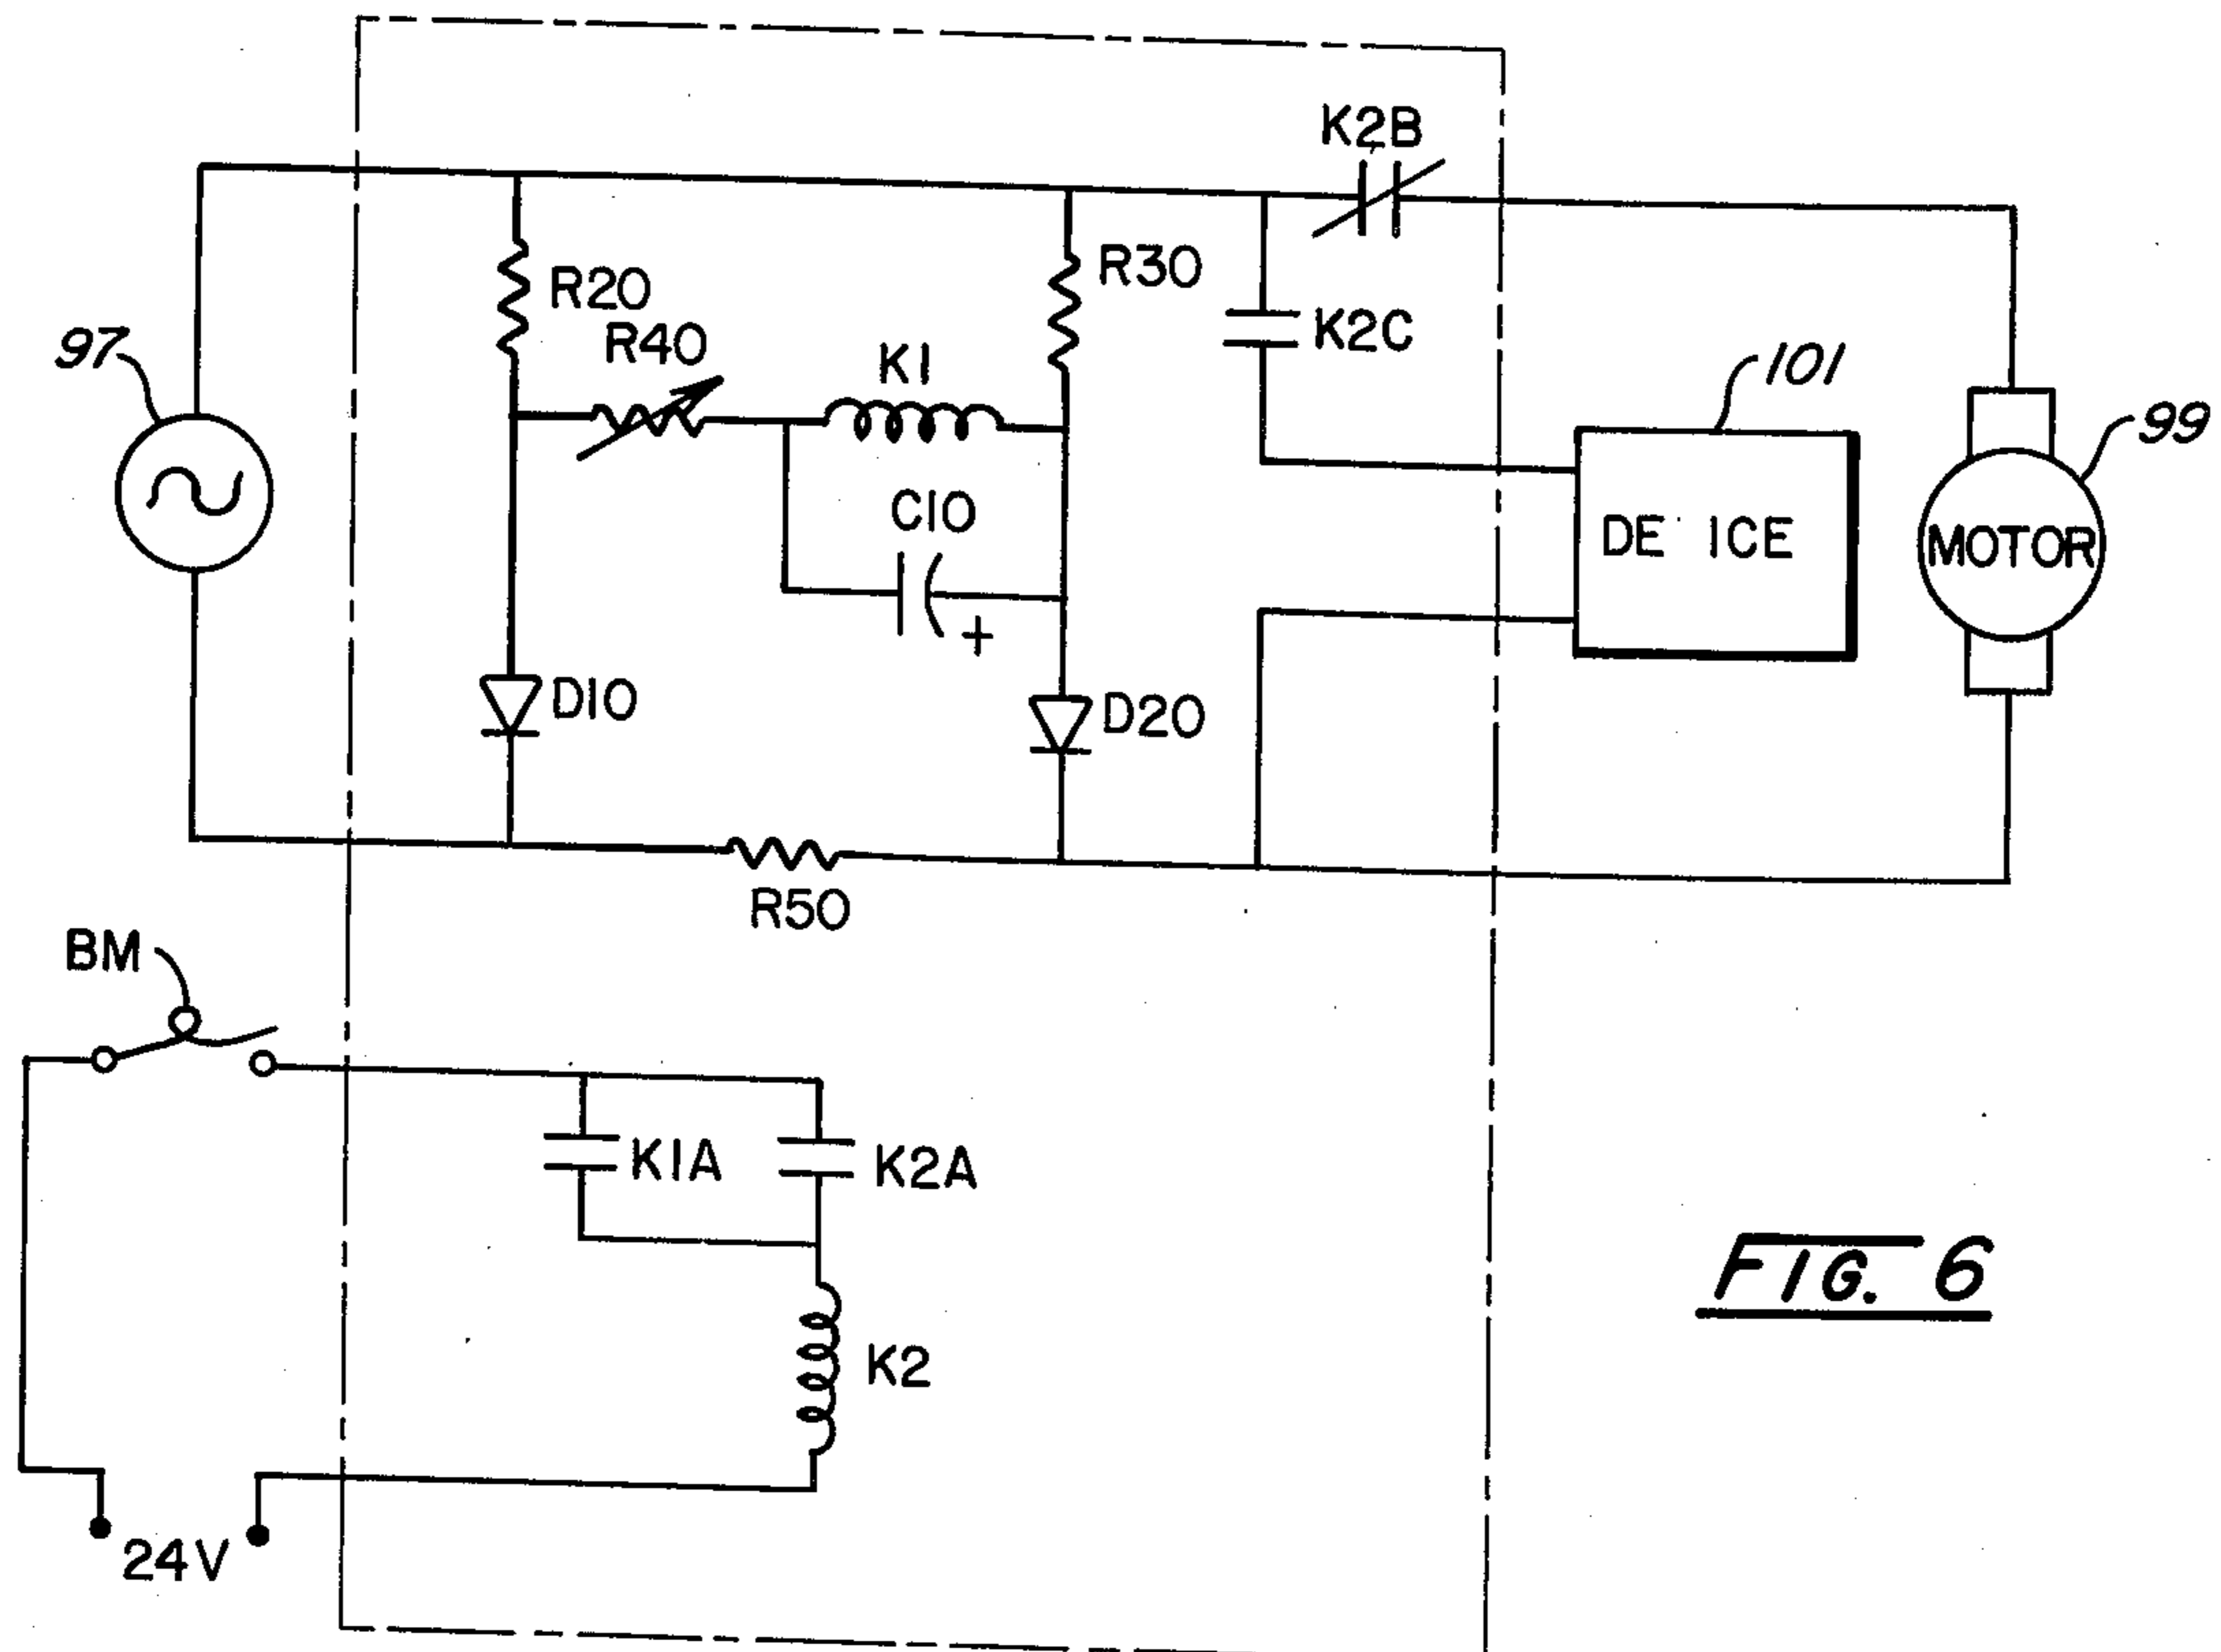 K2B
R20
R30
R40
K1
K2C
97
101
99
C10
+
DE ICE
MOTOR
D10
D20
R50
BM
K1A
K2A
K2
24V
FIG. 6